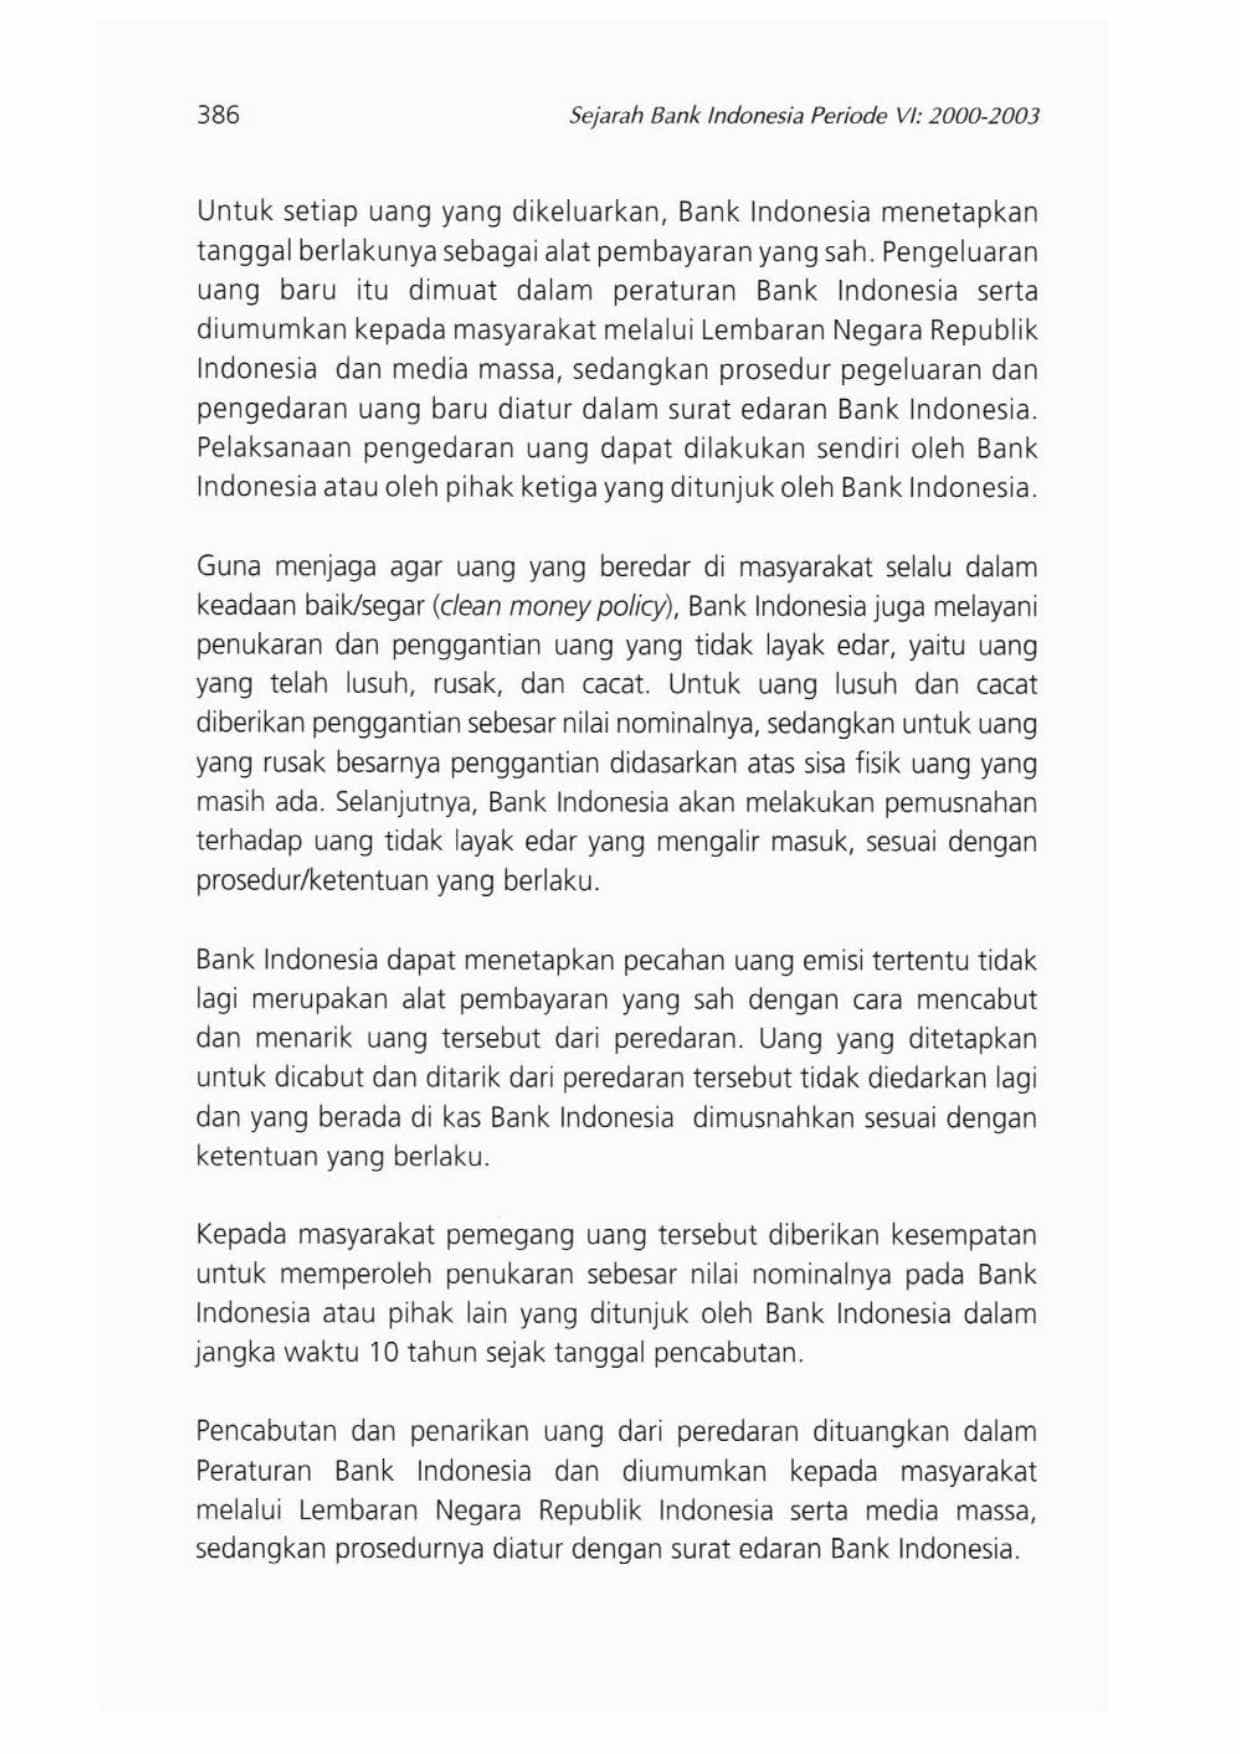 386
Sejarah Bank Indonesia Periode VI: 2000-2003
Untuk setiap uang yang dikeluarkan, Bank Indonesia menetapkan
tanggal berlakunya sebagai alat pembayaran yang sah. Pengeluaran
uang baru itu dimuat dalam peraturan Bank Indonesia serta
diumumkan kepada masyarakat melalui Lembaran Negara Republik
Indonesia dan media massa, sedangkan prosedur pegeluaran dan
pengedaran uang baru diatur dalam surat edaran Bank Indonesia.
Pelaksanaan pengedaran uang dapat dilakukan sendiri oleh Bank
Indonesia atau oleh pihak ketiga yang ditunjuk oleh Bank Indonesia.
Guna menjaga agar uang yang beredar di masyarakat selalu dalam
keadaan baik/segar (clean money policy), Bank Indonesia juga melayani
penukaran dan penggantian uang yang tidak layak edar, yaitu uang
yang telah lusuh, rusak, dan cacat. Untuk uang lusuh dan cacat
diberikan penggantian sebesar nilai nominalnya, sedangkan untuk uang
yang rusak besarnya penggantian didasarkan atas sisa fisik uang yang
masih ada. Selanjutnya, Bank Indonesia akan melakukan pemusnahan
terhadap uang tidak layak edar yang mengalir masuk, sesuai dengan
prosedur/ketentuan yang berlaku.
Bank Indonesia dapat menetapkan pecahan uang emisi tertentu tidak
lagi merupakan alat pembayaran yang sah dengan cara mencabut
dan menarik uang tersebut dari peredaran. Uang yang ditetapkan
untuk dicabut dan ditarik dari peredaran tersebut tidak diedarkan lagi
dan yang berada di kas Bank Indonesia dimusnahkan sesuai dengan
ketentuan yang berlaku.
Kepada masyarakat pemegang uang tersebut diberikan kesempatan
untuk memperoleh penukaran sebesar nilai nominalnya pada Bank
Indonesia atau pihak lain yang ditunjuk oleh Bank Indonesia dalam
jangka waktu 10 tahun sejak tanggal pencabutan.
Pencabutan dan penarikan uang dari peredaran dituangkan dalam
Peraturan Bank Indonesia dan diumumkan kepada masyarakat
melalui Lembaran Negara Republik Indonesia serta media massa,
sedangkan prosedurnya diatur dengan surat edaran Bank Indonesia.